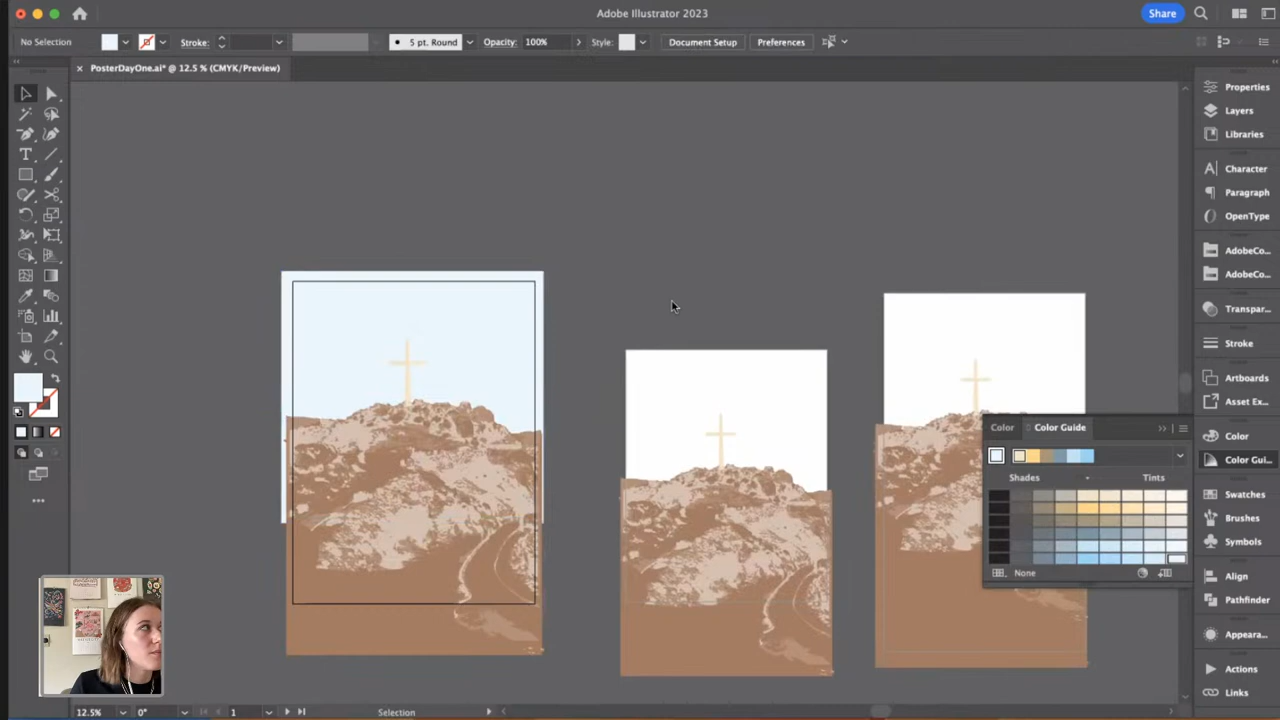 Adobe Illustrator 2023
Share
No Selection
Stroke:
5 pt. Round
Opacity: 100%
Style:
Document Setup
Preferences
× PosterDayOne.ai* @ 12.5 % (CMYK/Preview)
Properties
Layers
Libraries
Character
Paragraph
OpenType
AdobeCo...
AdobeCo...
Transpar...
Stroke
Artboards
Asset Ex...
Color
Color Gui...
Swatches
Brushes
Symbols
Align
Pathfinder
Appeara...
Actions
Links
Color
Color Guide
Shades
Tints
None
12.5%
0°
1
Selection